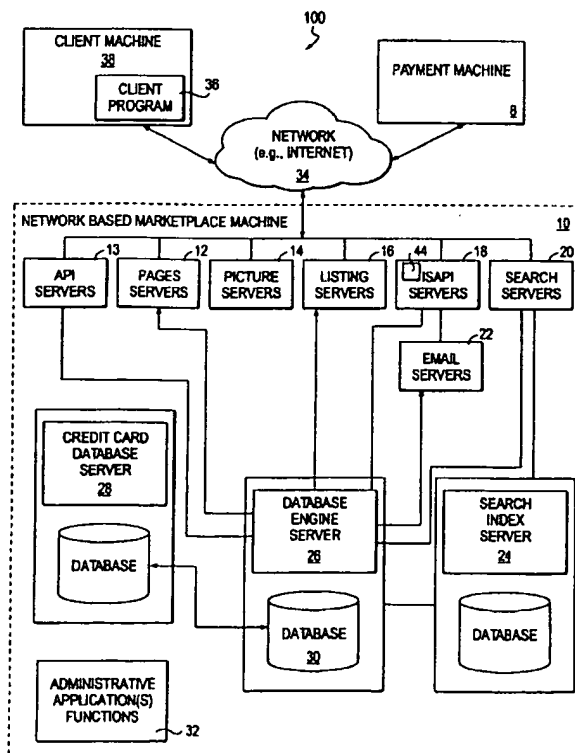 100
CLIENT MACHINE
38
CLIENT
PROGRAM
36
PAYMENT MACHINE
8
NETWORK
(e.g., INTERNET)
34
NETWORK BASED MARKETPLACE MACHINE
10
13
12
14
16
44
18
20
API
SERVERS
PAGES
SERVERS
PICTURE
SERVERS
LISTING
SERVERS
ISAPI
SERVERS
SEARCH
SERVERS
22
EMAIL
SERVERS
CREDIT CARD
DATABASE
SERVER
28
DATABASE
DATABASE
ENGINE
SERVER
26
DATABASE
30
SEARCH
INDEX
SERVER
24
DATABASE
ADMINISTRATIVE
APPLICATION(S)
FUNCTIONS
32